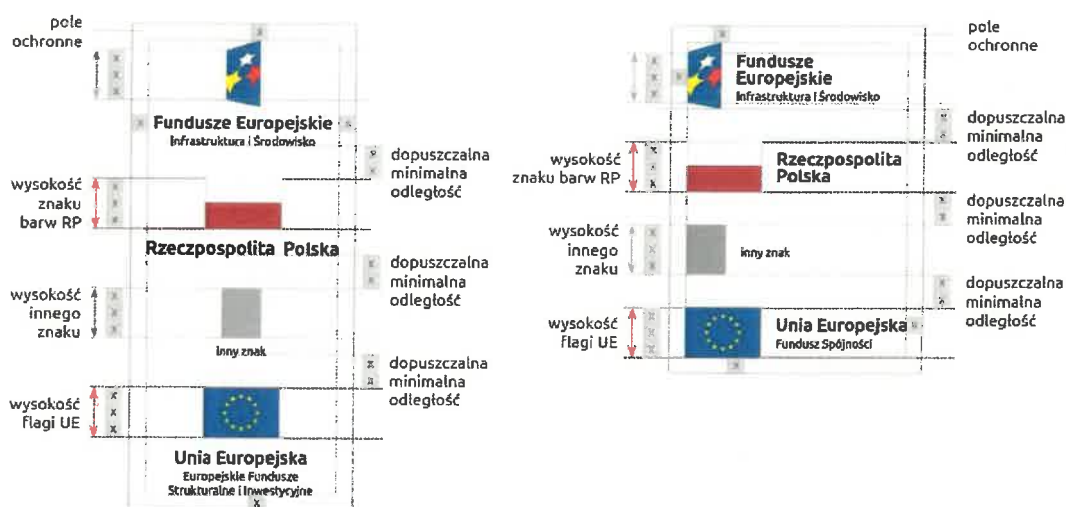 pole
ochronne
x
x
x
x
x
x
Fundusze Europejskie
Infrastruktura i Środowisko
x
x
dopuszczalna
minimalna
odległość
wysokość
znaku
barw RP
x
x
x
Rzeczpospolita Polska
x
x
dopuszczalna
minimalna
odległość
wysokość
innego
znaku
x
x
x
inny znak
x
x
dopuszczalna
minimalna
odległość
wysokość
flagi UE
x
x
x
Unia Europejska
Europejskie Fundusze
Strukturalne i Inwestycyjne
x
x
pole
ochronne
x
x
x
x
Fundusze
Europejskie
Infrastruktura i Środowisko
x
x
dopuszczalna
minimalna
odległość
wysokość
znaku barw RP
x
x
x
Rzeczpospolita
Polska
x
x
dopuszczalna
minimalna
odległość
wysokość
innego
znaku
x
x
x
inny znak
x
x
dopuszczalna
minimalna
odległość
wysokość
flagi UE
x
x
x
Unia Europejska
Fundusz Spójności
x
x